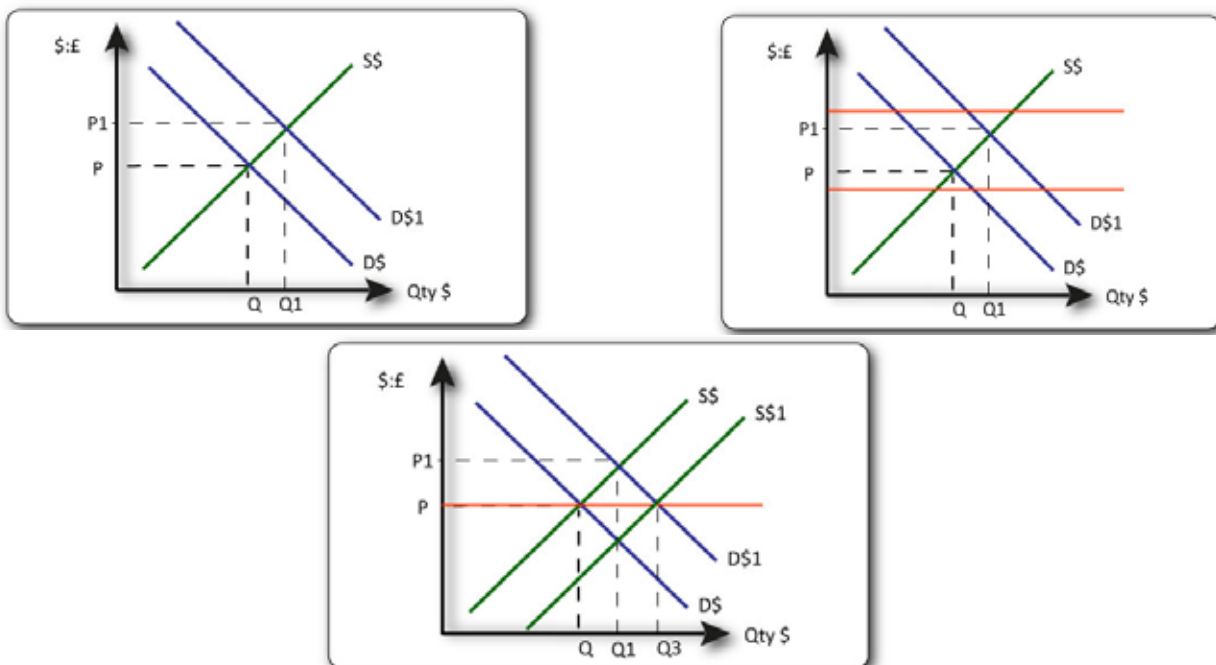 $:£
S$
P1
P
D$1
D$
Q Q1
Qty $
$:£
S$
P1
P
D$1
D$
Q Q1
Qty $
$:£
S$
S$1
P1
P
D$1
D$
Q Q1 Q3
Qty $